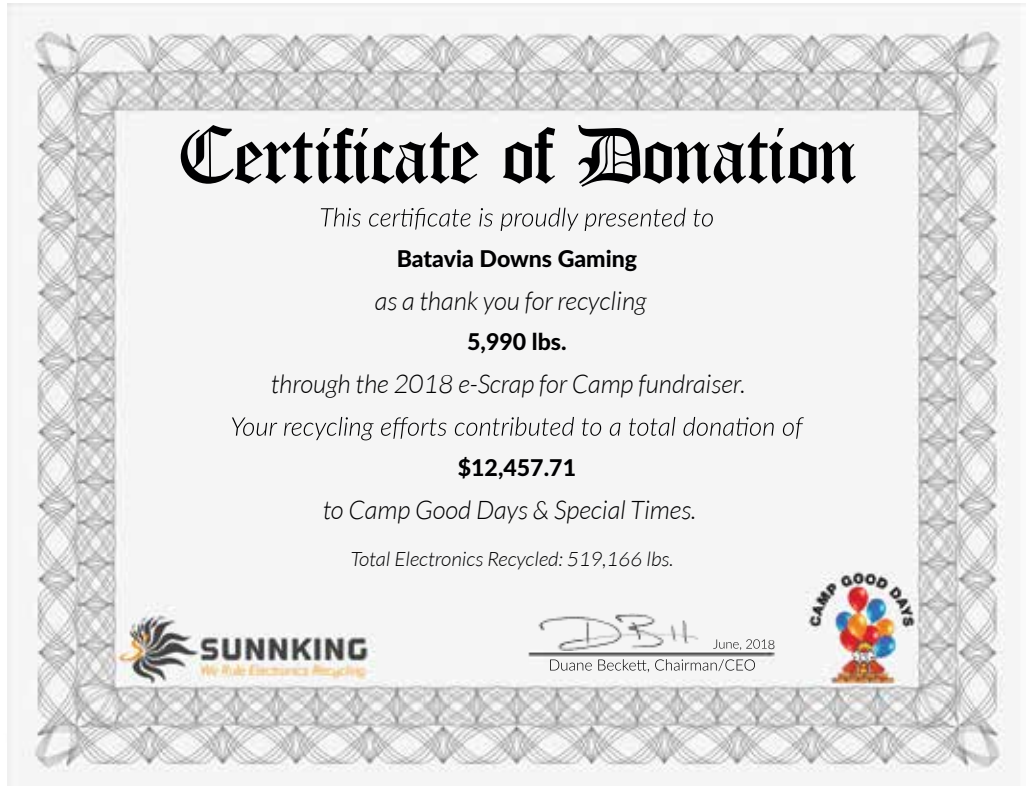 Certificate of Donation
This certificate is proudly presented to
Batavia Downs Gaming
as a thank you for recycling
5,990 lbs.
through the 2018 e-Scrap for Camp fundraiser.
Your recycling efforts contributed to a total donation of
$12,457.71
to Camp Good Days & Special Times.
Total Electronics Recycled: 519,166 lbs.
SUNNKING
We Rule Electronics Recycling
June, 2018
Duane Beckett, Chairman/CEO
CAMP GOOD DAYS